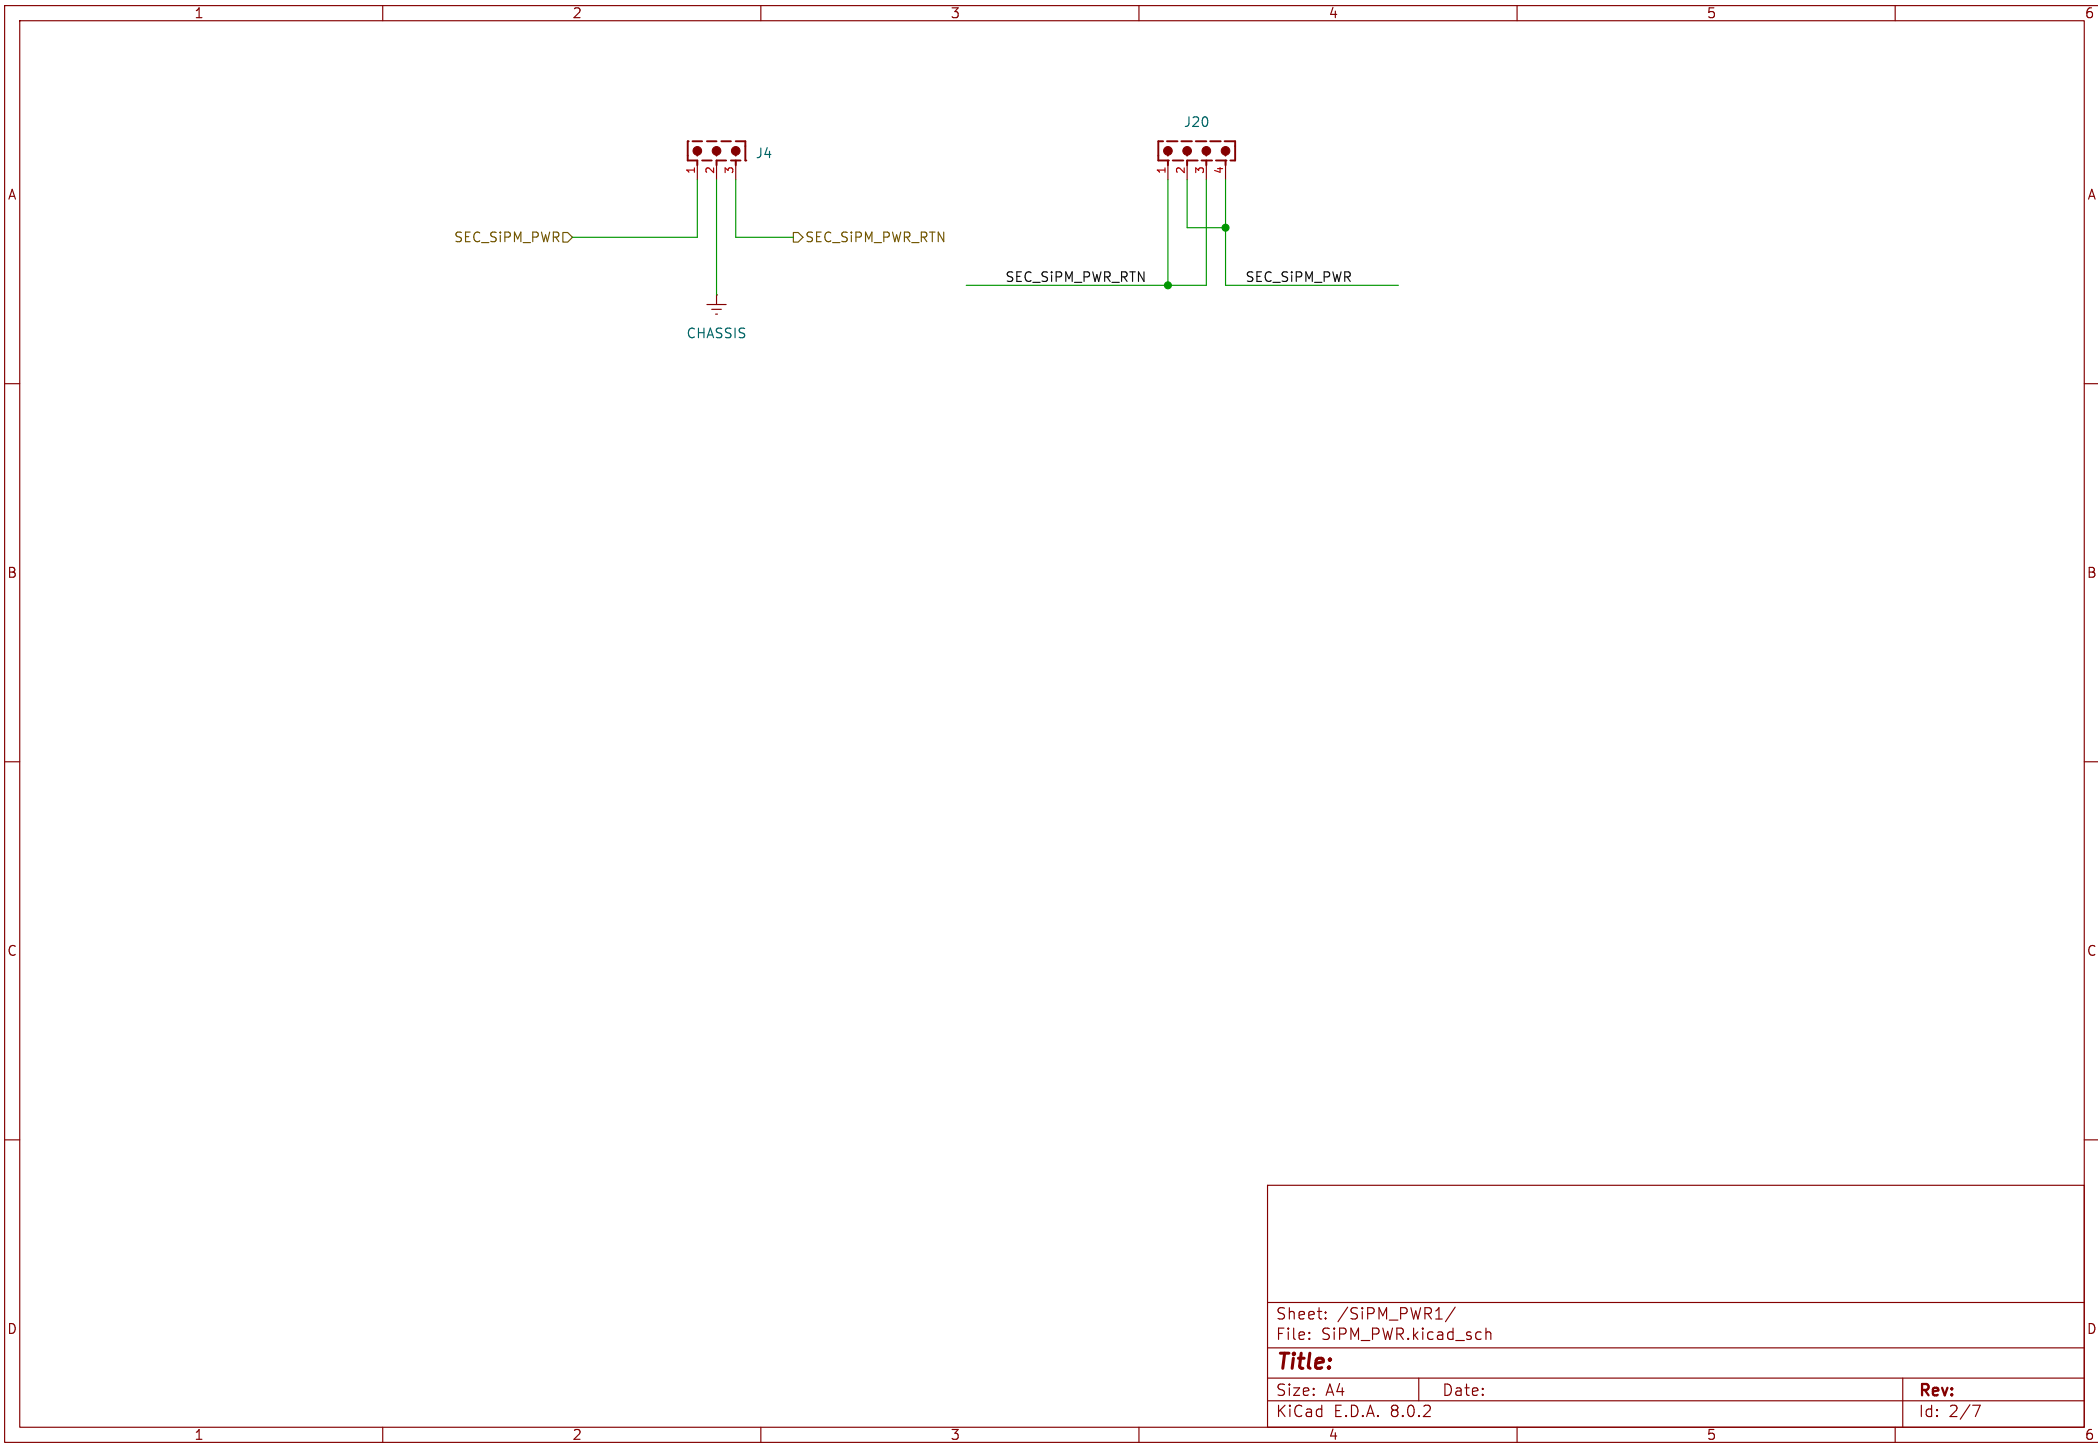 1 2 3 4 5 6
J20
J4
1 2 3
1 2 3 4
A A
SEC_SiPM_PWR SEC_SiPM_PWR_RTN
SEC_SiPM_PWR_RTN SEC_SiPM_PWR
CHASSIS
B B
C C
Sheet: /SiPM_PWR1/
D D
File: SiPM_PWR.kicad_sch
Title:
Size: A4 Date: Rev:
KiCad E.D.A. 8.0.2 Id: 2/7
1 2 3 4 5 6